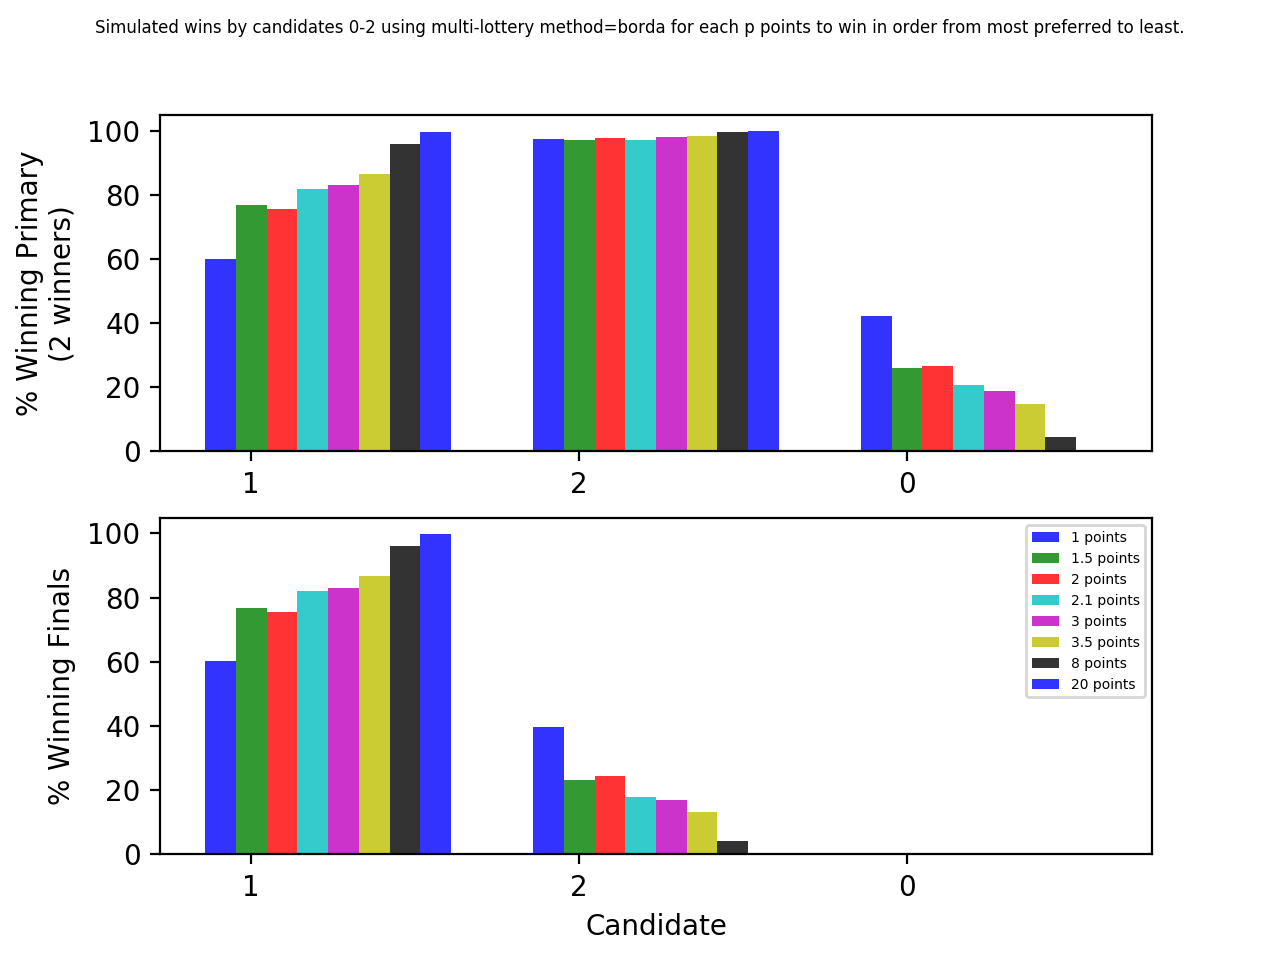 Simulated wins by candidates 0-2 using multi-lottery method=borda for each p points to win in order from most preferred to least.
% Winning Primary
(2 winners)
100
80
60
40
20
0
1
2
0
% Winning Finals
100
80
60
40
20
0
1 points
1.5 points
2 points
2.1 points
3 points
3.5 points
8 points
20 points
1
2
0
Candidate